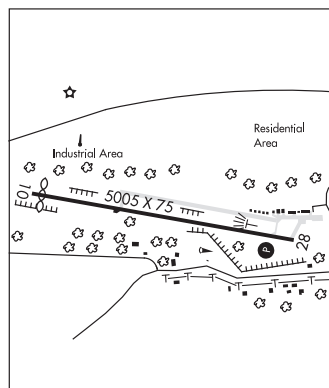 Residential
Area
Industrial Area
10
5005 X 75
28
P